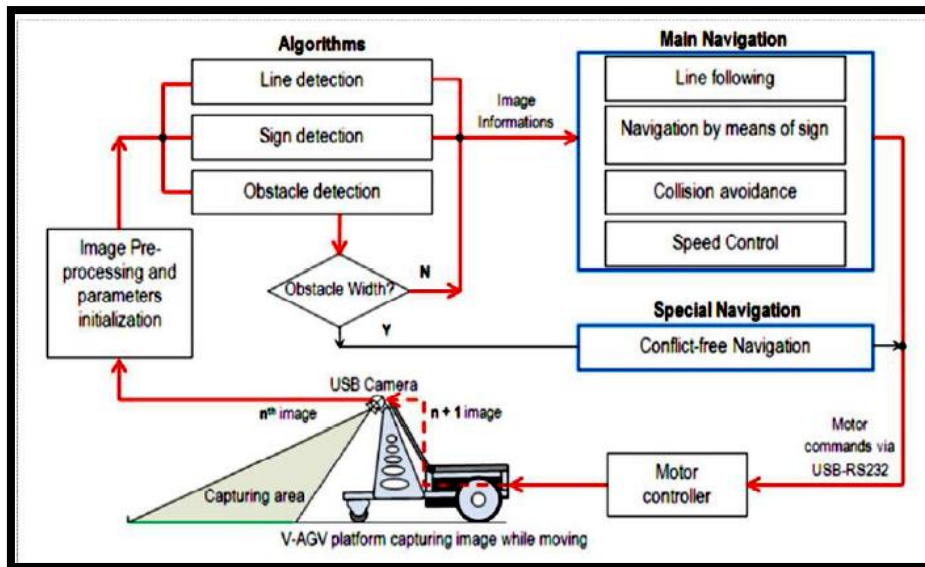 Algorithms
Line detection
Sign detection
Obstacle detection
Obstacle Width?
N
Y
Image Pre-
processing and
parameters
initialization
Image
Informations
Main Navigation
Line following
Navigation by means of sign
Collision avoidance
Speed Control
Special Navigation
Conflict-free Navigation
USB Camera
nth image
n + 1 image
Capturing area
Motor
controller
Motor
commands via
USB-RS232
V-AGV platform capturing image while moving